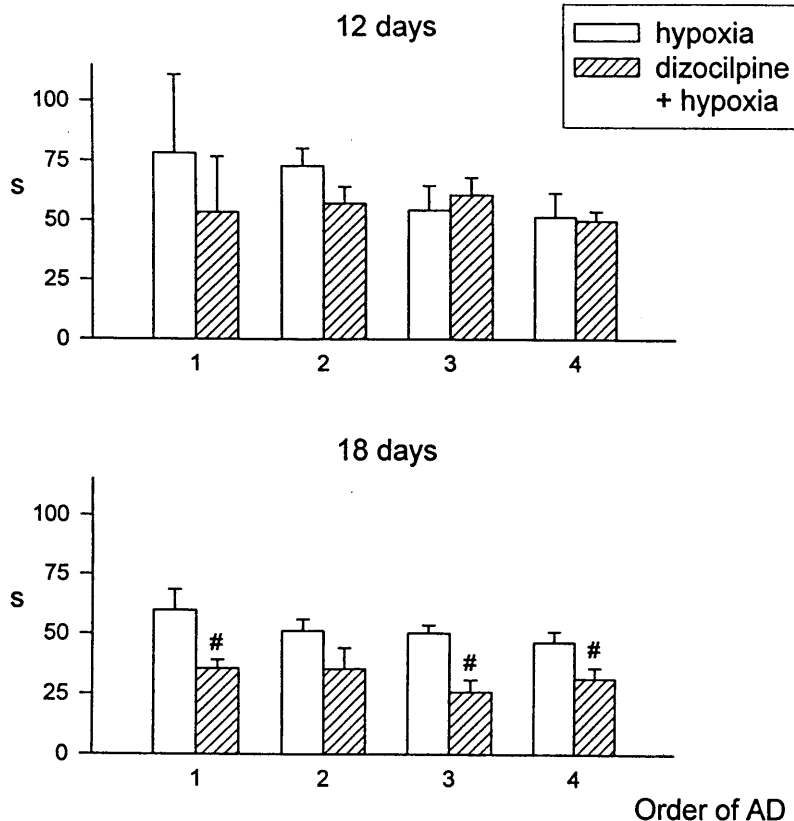 12 days
hypoxia
dizocilpine
+ hypoxia
s
100
75
50
25
0
1 2 3 4
18 days
s
100
75
50
25
0
# # #
1 2 3 4
Order of AD